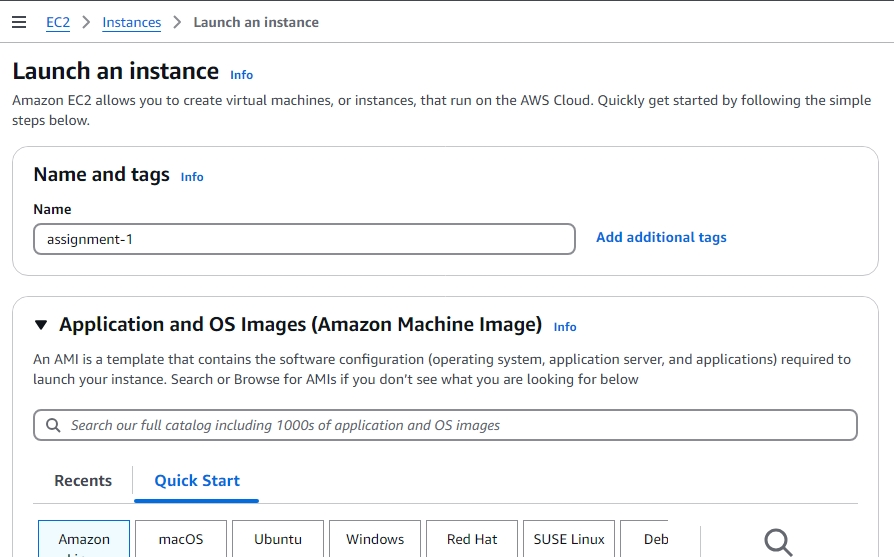 EC2 > Instances > Launch an instance
Launch an instance Info
Amazon EC2 allows you to create virtual machines, or instances, that run on the AWS Cloud. Quickly get started by following the simple
steps below.
Name and tags Info
Name
assignment-1
Add additional tags
Application and OS Images (Amazon Machine Image) Info
An AMI is a template that contains the software configuration (operating system, application server, and applications) required to
launch your instance. Search or Browse for AMIs if you don’t see what you are looking for below
Search our full catalog including 1000s of application and OS images
Recents Quick Start
Amazon macOS Ubuntu Windows Red Hat SUSE Linux Deb